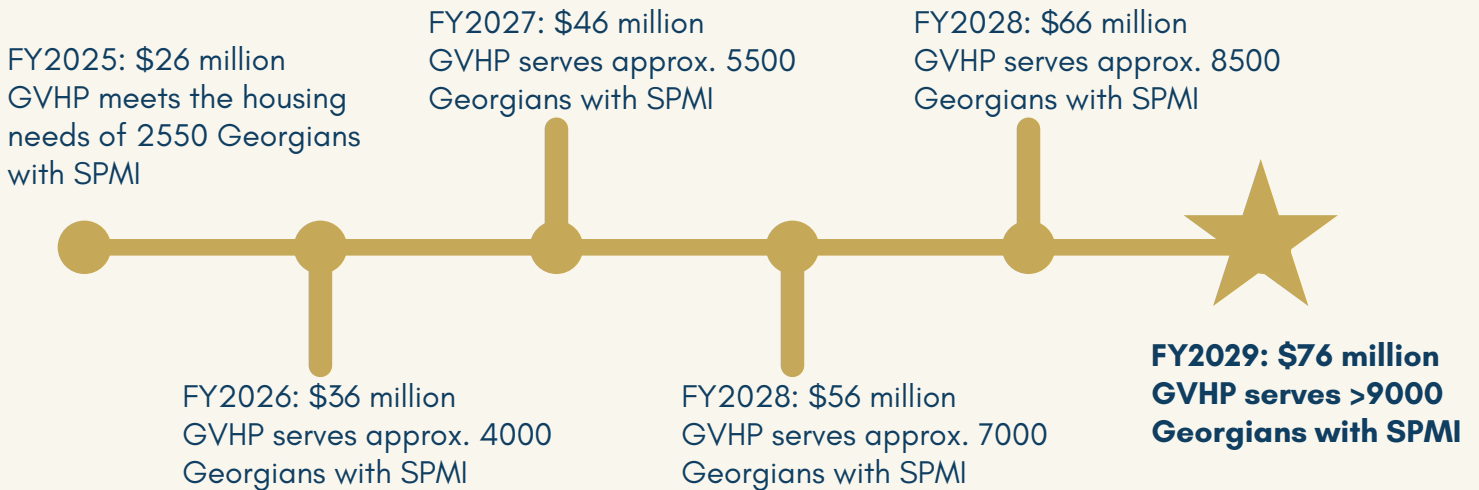 FY2025: $26 million
GVHP meets the housing
needs of 2550 Georgians
with SPMI
FY2026: $36 million
GVHP serves approx. 4000
Georgians with SPMI
FY2027: $46 million
GVHP serves approx. 5500
Georgians with SPMI
FY2028: $56 million
GVHP serves approx. 7000
Georgians with SPMI
FY2028: $66 million
GVHP serves approx. 8500
Georgians with SPMI
FY2029: $76 million
GVHP serves >9000
Georgians with SPMI